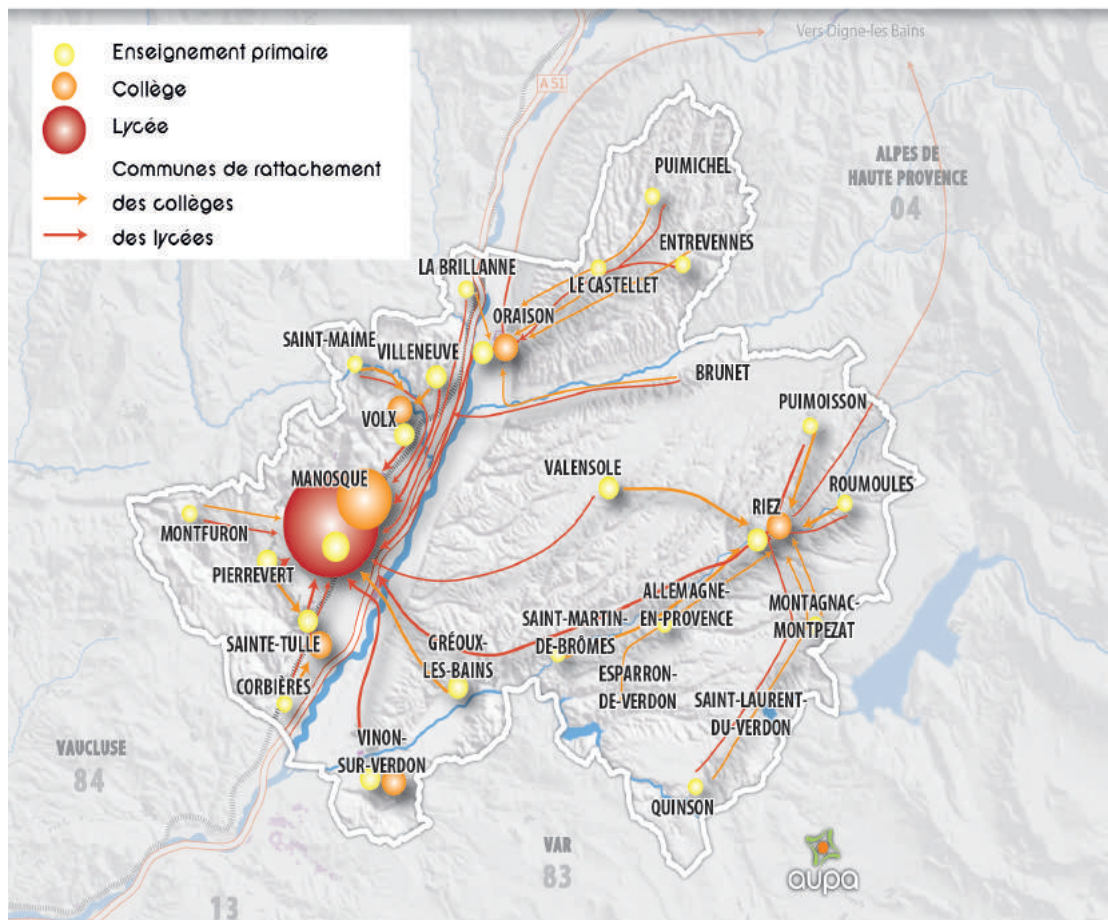 Enseignement primaire
Collège
Lycée
Communes de rattachement
des collèges
des lycées
Vers Digne-les Bains
A 51
ALPES DE
HAUTE PROVENCE
04
PUIMICHEL
ENTREVENNES
LA BRILLANNE
LE CASTELLET
ORAISON
SAINT-MAIME
VILLENEUVE
BRUNET
PUIMOISSON
VOLX
VALENSOLE
MANOSQUE
ROUMOULES
RIEZ
MONTFURON
PIERREVERT
ALLEMAGNE-
EN-PROVENCE
MONTAGNAC-
MONTPEZAT
SAINT-MARTIN-
DE-BRÔMES
SAINTE-TULLE
GRÉOUX-
LES-BAINS
ESPARRON-
DE-VERDON
CORBIÈRES
SAINT-LAURENT-
DU-VERDON
VINON-
SUR-VERDON
VAUCLUSE
84
QUINSON
VAR
83
aupa
13